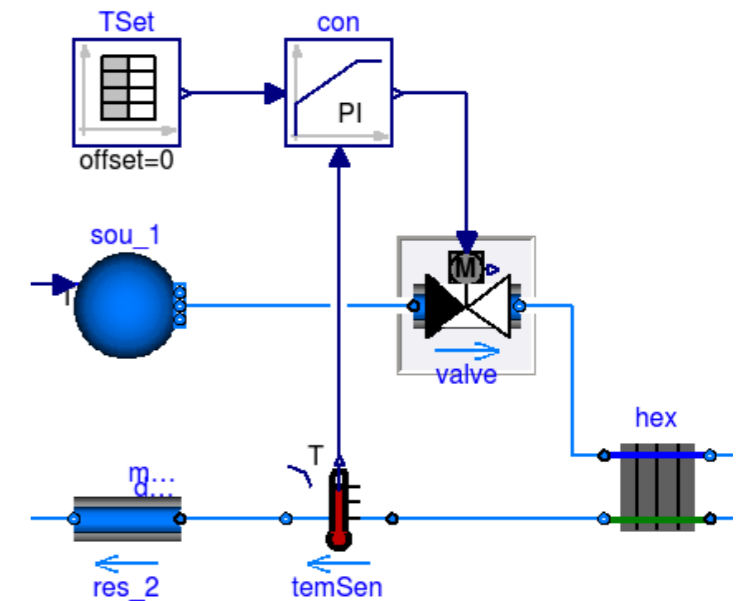 TSet
con
PI
offset=0
sou_1
T
M
valve
hex
T
m...
d...
res_2
temSen